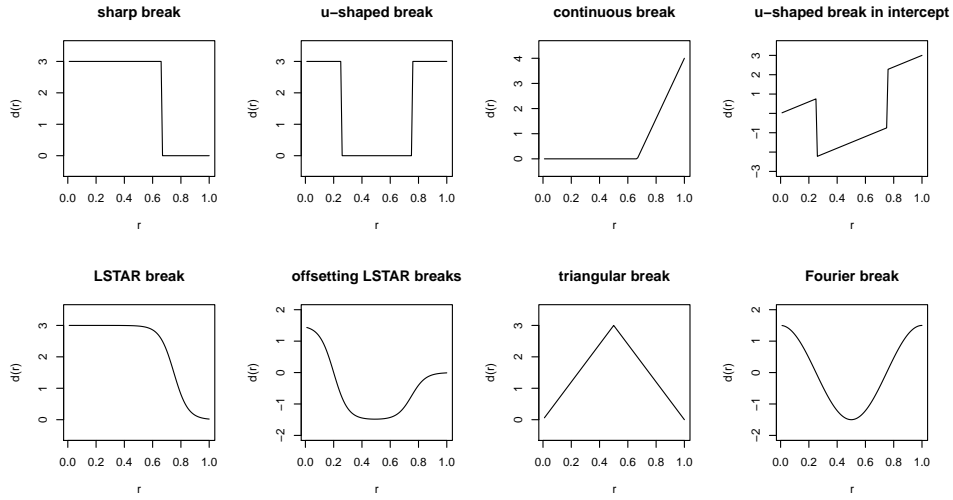 sharp break
d(r)
3
2
1
0
0.0 0.2 0.4 0.6 0.8 1.0
r
u−shaped break
d(r)
3
2
1
0
0.0 0.2 0.4 0.6 0.8 1.0
r
continuous break
d(r)
4
3
2
1
0
0.0 0.2 0.4 0.6 0.8 1.0
r
u−shaped break in intercept
d(r)
3
2
1
−1
−3
0.0 0.2 0.4 0.6 0.8 1.0
r
LSTAR break
d(r)
3
2
1
0
0.0 0.2 0.4 0.6 0.8 1.0
r
offsetting LSTAR breaks
d(r)
2
1
0
−1
−2
0.0 0.2 0.4 0.6 0.8 1.0
r
triangular break
d(r)
3
2
1
0
0.0 0.2 0.4 0.6 0.8 1.0
r
Fourier break
d(r)
2
1
0
−1
−2
0.0 0.2 0.4 0.6 0.8 1.0
r